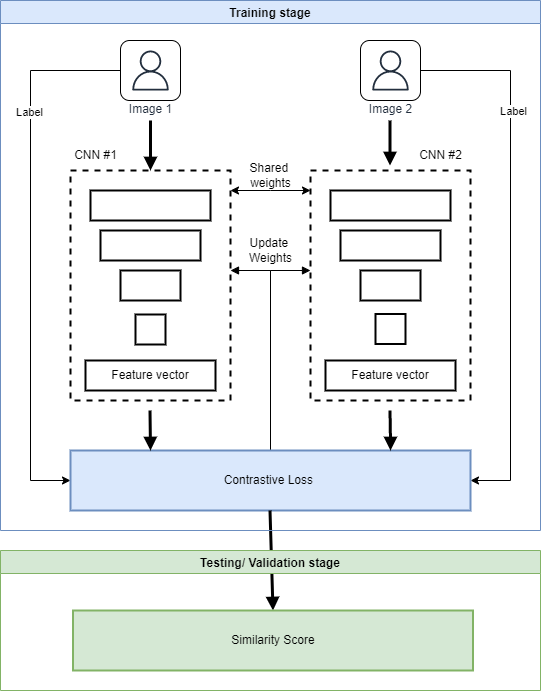 Training stage
Image 1
Image 2
Label
Label
CNN #1
CNN #2
Shared
weights
Update
Weights
Feature vector
Feature vector
Contrastive Loss
Testing/ Validation stage
Similarity Score